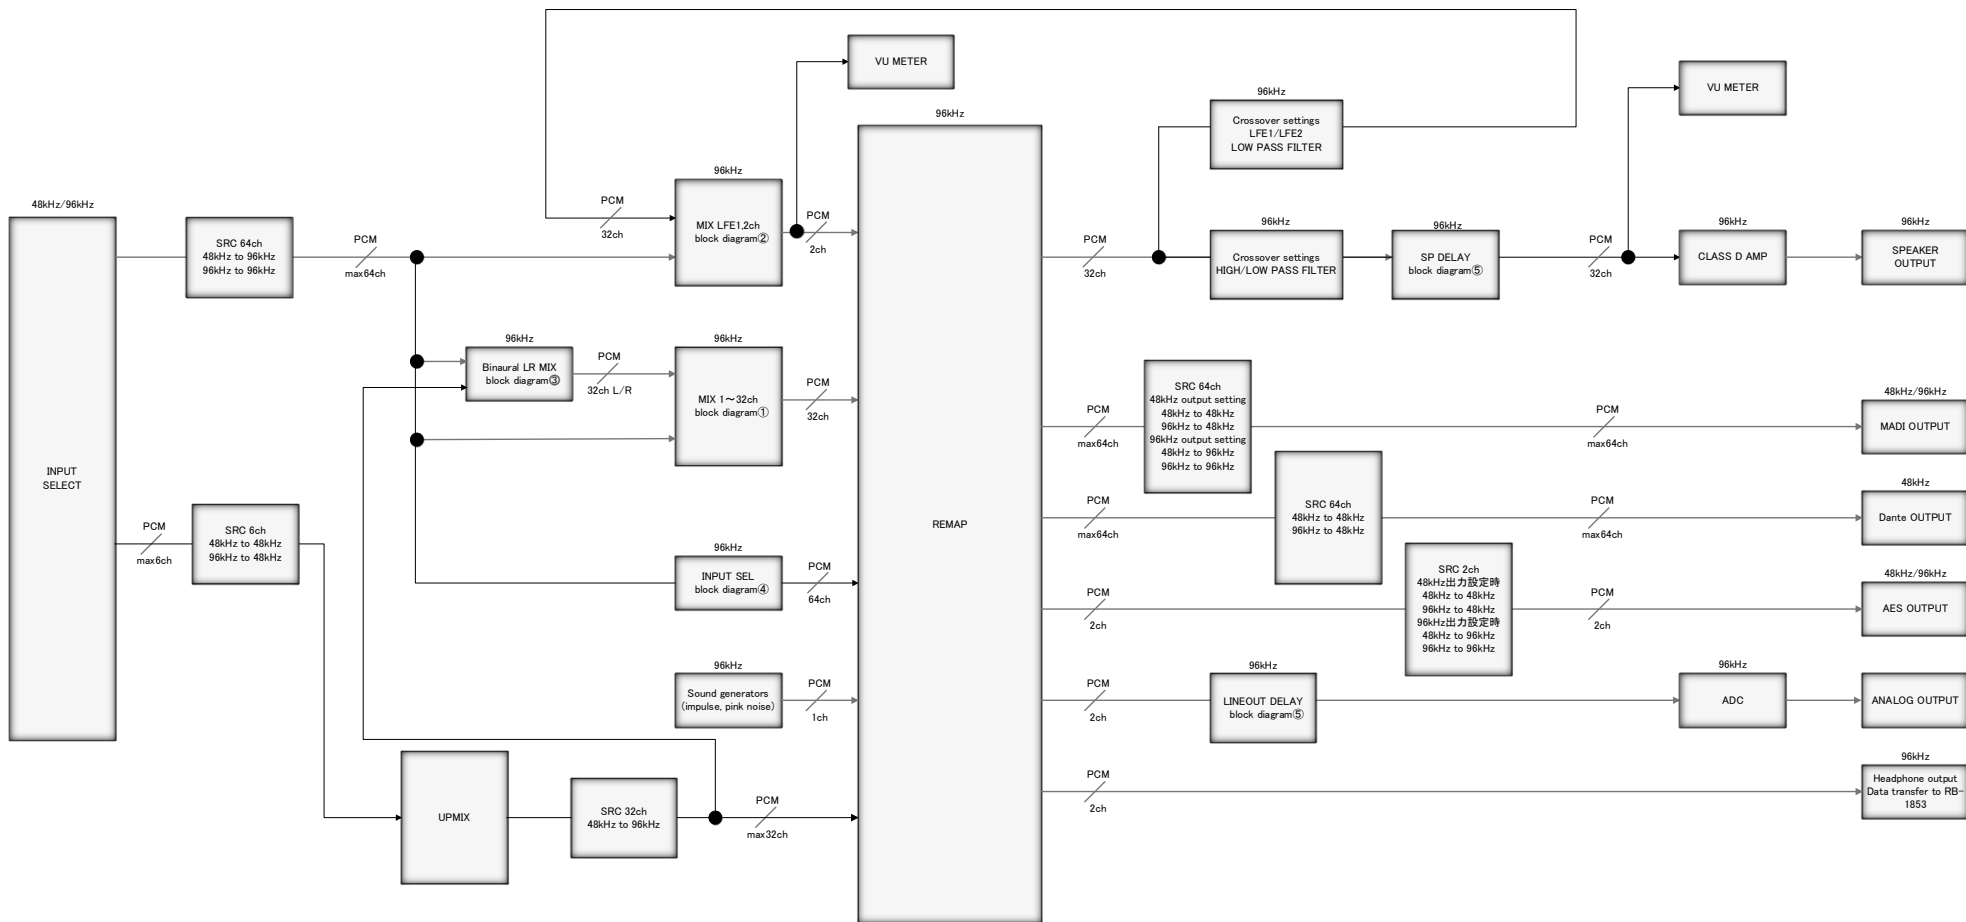 96kHz
VU METER
VU METER
96kHz
Crossover settings
LFE1/LFE2
LOW PASS FILTER
48kHz/96kHz
INPUT
SELECT
SRC 64ch
48kHz to 96kHz
96kHz to 96kHz
PCM
max64ch
PCM
32ch
96kHz
MIX LFE1,2ch
block diagram②
PCM
2ch
96kHz
Binaural LR MIX
block diagram③
PCM
32ch L/R
96kHz
MIX 1～32ch
block diagram①
PCM
32ch
PCM
max6ch
SRC 6ch
48kHz to 48kHz
96kHz to 48kHz
96kHz
INPUT SEL
block diagram④
PCM
64ch
96kHz
Sound generators
(impulse, pink noise)
PCM
1ch
UPMIX
SRC 32ch
48kHz to 96kHz
PCM
max32ch
REMAP
PCM
32ch
96kHz
Crossover settings
HIGH/LOW PASS FILTER
96kHz
SP DELAY
block diagram⑤
PCM
32ch
96kHz
CLASS D AMP
96kHz
SPEAKER
OUTPUT
PCM
max64ch
SRC 64ch
48kHz output setting
48kHz to 48kHz
96kHz to 48kHz
96kHz output setting
48kHz to 96kHz
96kHz to 96kHz
PCM
max64ch
48kHz/96kHz
MADI OUTPUT
PCM
max64ch
SRC 64ch
48kHz to 48kHz
96kHz to 48kHz
PCM
max64ch
48kHz
Dante OUTPUT
PCM
2ch
SRC 2ch
48kHz出力設定時
48kHz to 48kHz
96kHz to 48kHz
96kHz出力設定時
48kHz to 96kHz
96kHz to 96kHz
PCM
2ch
48kHz/96kHz
AES OUTPUT
PCM
2ch
96kHz
LINEOUT DELAY
block diagram⑤
96kHz
ADC
ANALOG OUTPUT
PCM
2ch
96kHz
Headphone output
Data transfer to RB-
1853